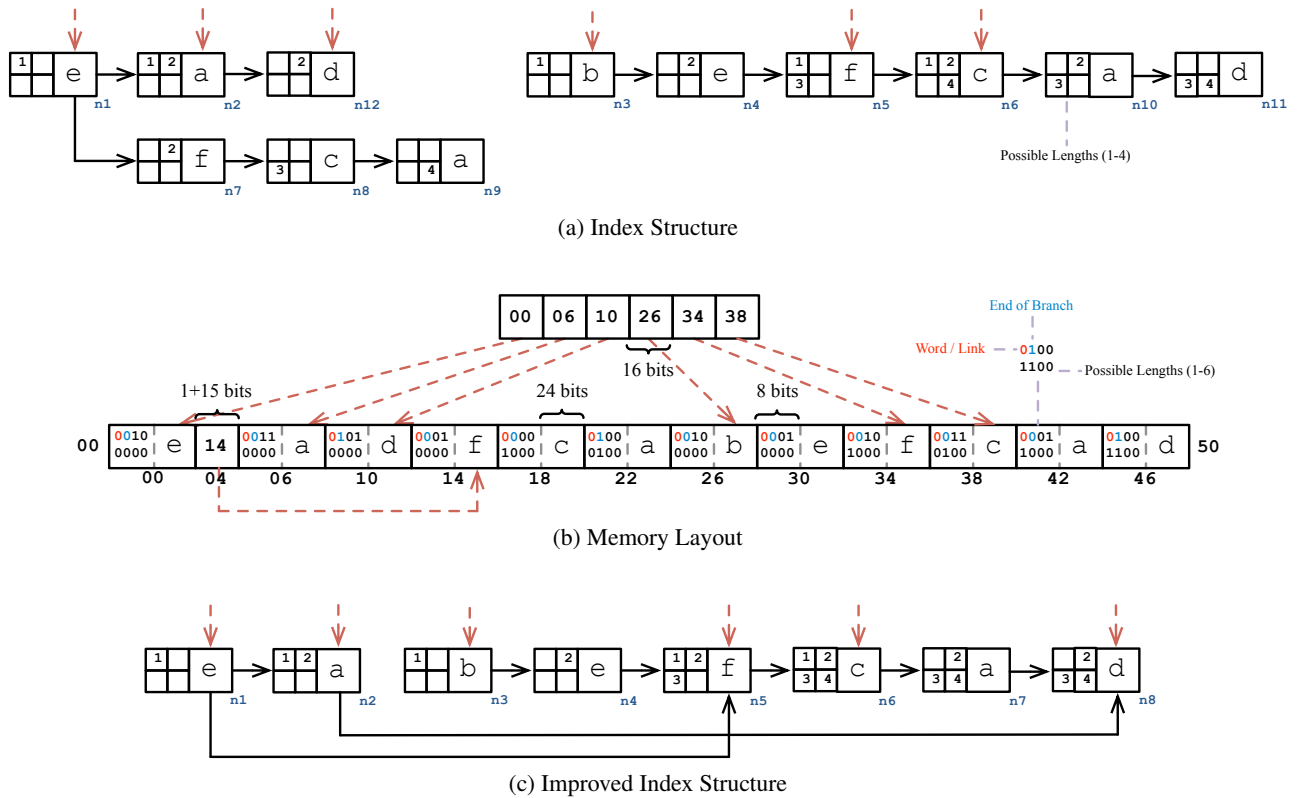 1 e 1 2 a 2 d 1 b 2 e 1 3 f 1 2 4 c 2 3 a 3 4 d
n1 n2 n12 n3 n4 n5 n6 n10 n11
2 f 3 c 4 a Possible Lengths (1-4)
n7 n8 n9
(a) Index Structure
00 06 10 26 34 38
End of Branch
Word / Link 0100
1100 Possible Lengths (1-6)
16 bits
1+15 bits 24 bits 8 bits
00 0010 e 14 0011 a 0101 d 0001 f 0000 c 0100 a 0010 b 0001 e 0010 f 0011 c 0001 a 0100 d 50
0000 0000 0000 0000 1000 0100 0000 0000 1000 0100 1000 1100
00 04 06 10 14 18 22 26 30 34 38 42 46
(b) Memory Layout
1 e 1 2 a 1 b 2 e 1 2 3 f 1 2 3 4 c 2 3 4 a 2 3 4 d
n1 n2 n3 n4 n5 n6 n7 n8
(c) Improved Index Structure